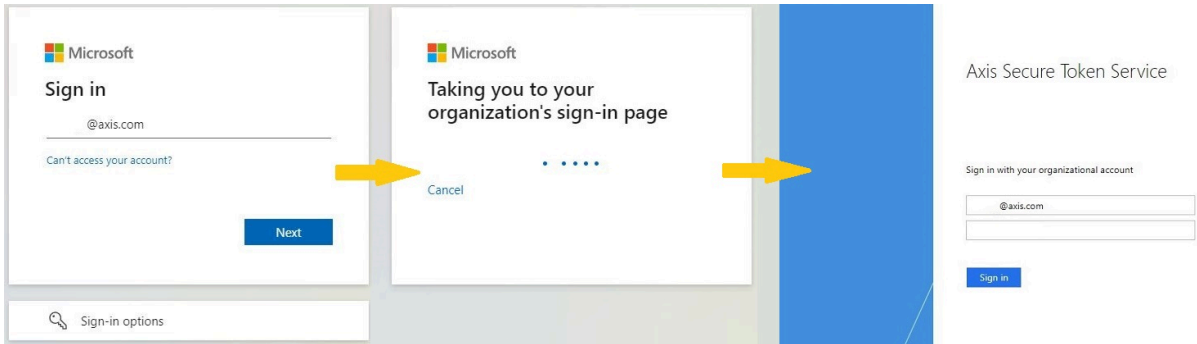 Microsoft
Sign in
@axis.com
Can't access your account?
Next
Sign-in options
Microsoft
Taking you to your
organization's sign-in page
Cancel
Axis Secure Token Service
Sign in with your organizational account
@axis.com
Sign in